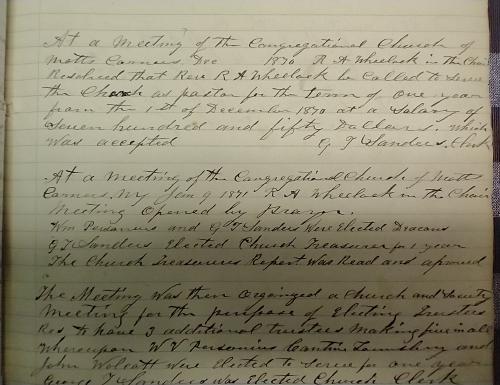 At a Meeting of the Congregational Church of
Motts Corners, Dec 1870 R A Wheelock in the Chair
Resolved that Rev R A Wheelock be Called to serve
the Church as pastor for the term of One year
from the 1st of December 1870 at a Salary of
Seven hundred and fifty Dollars. Which
was accepted G T Sanders, Clerk
At a Meeting of the Congregational Church of Motts
Corners, NY Jan 9 1871 R A Wheelock in the Chair
Meeting Opened by Prayer.
Wm Personius and G T Sanders Were Elected Deacons
G T Sanders Elected Church Treasurer for 1 year
The Church Treasurers Report Was Read and approved
The Meeting Was then Organized a Church and Society
Meeting for the purpose of Electing Trustees
Res to have 3 additional trustees Making five in all
Whereupon W V Personius and
John Wolcott were Elected to Serve for one year
George T Sanders was Elected Church Clerk